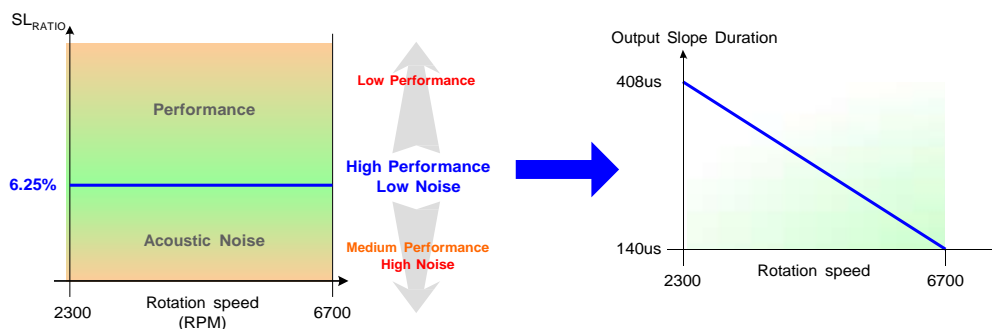 SL_RATIO
Performance
6.25%
Acoustic Noise
2300
Rotation speed
(RPM)
6700
Low Performance
High Performance
Low Noise
Medium Performance
High Noise
Output Slope Duration
408us
140us
2300
Rotation speed
6700